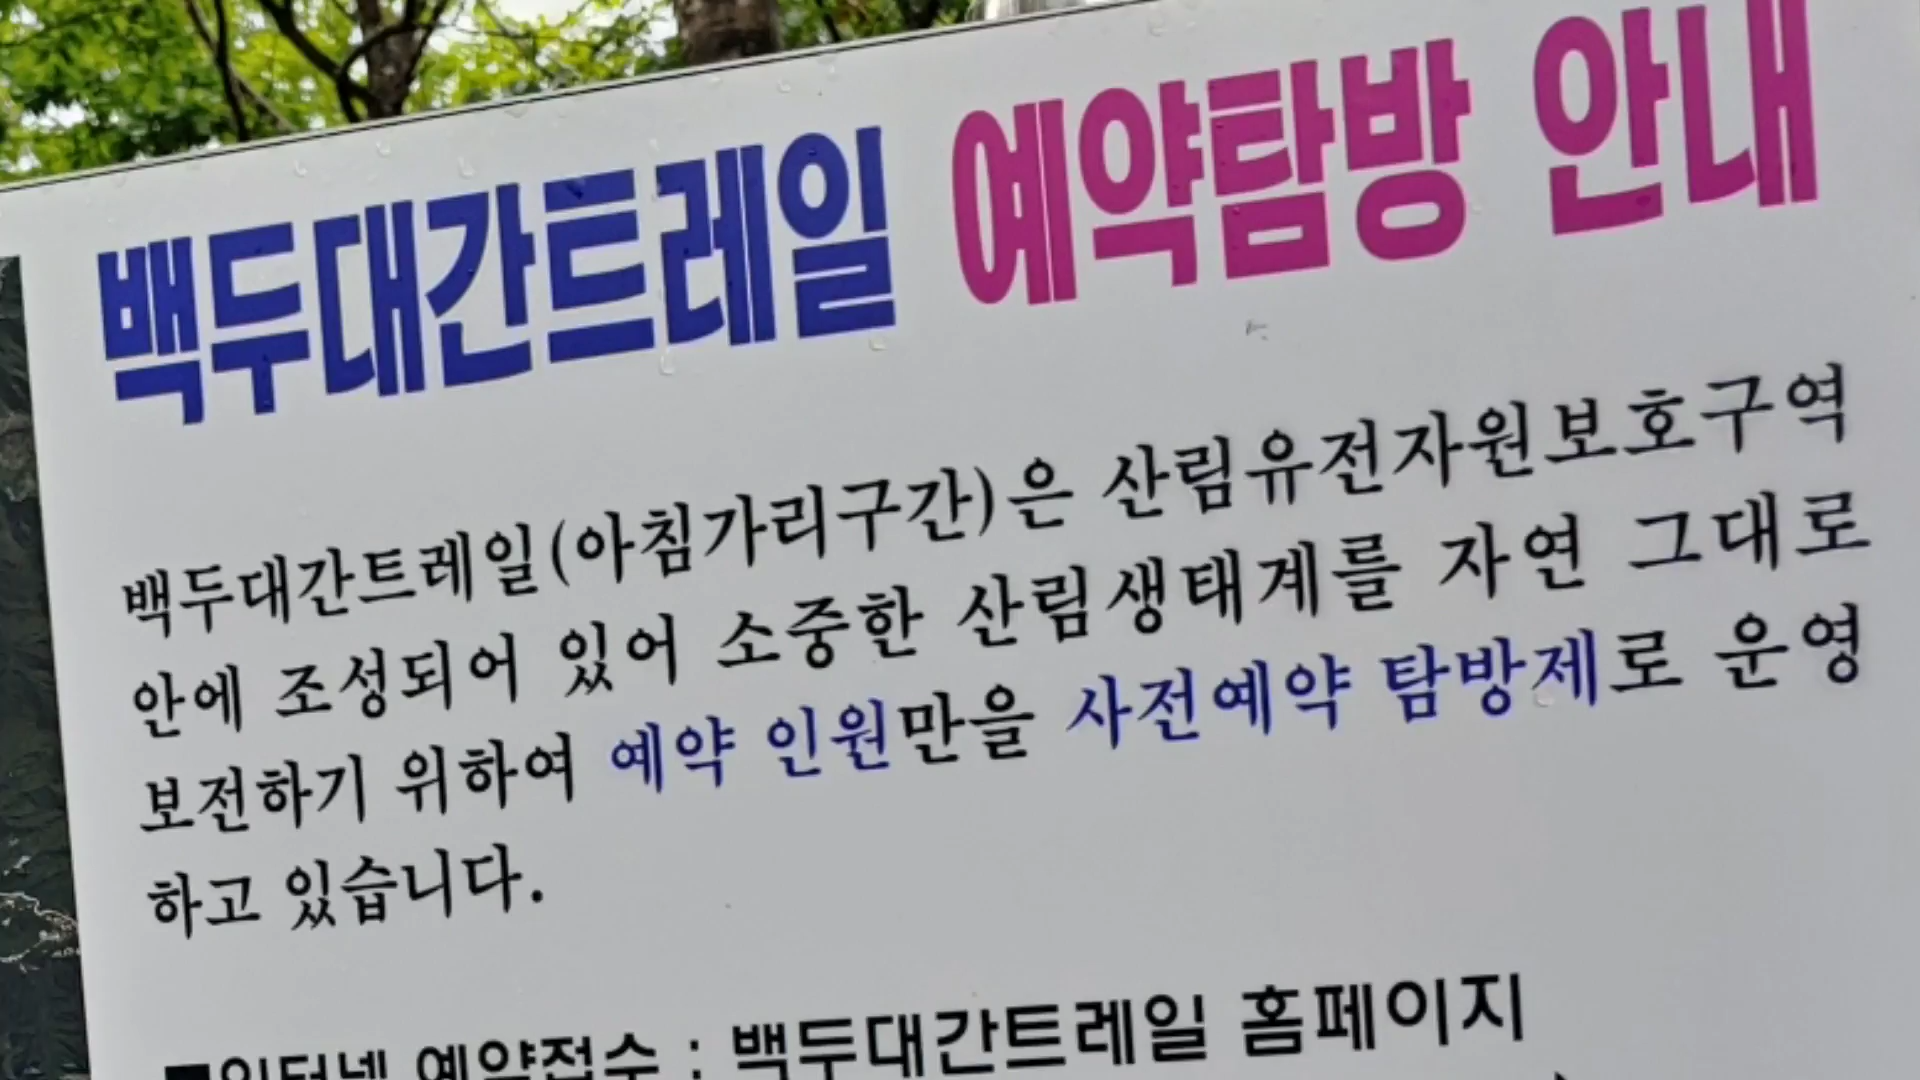 백두대간트레일 예약탐방 안내
백두대간트레일(아침가리구간)은 산림유전자원보호구역
안에 조성되어 있어 소중한 산림생태계를 자연 그대로
보전하기 위하여 예약 인원만을 사전예약 탐방제로 운영
하고 있습니다.
■인터넷 예약접수 : 백두대간트레일 홈페이지